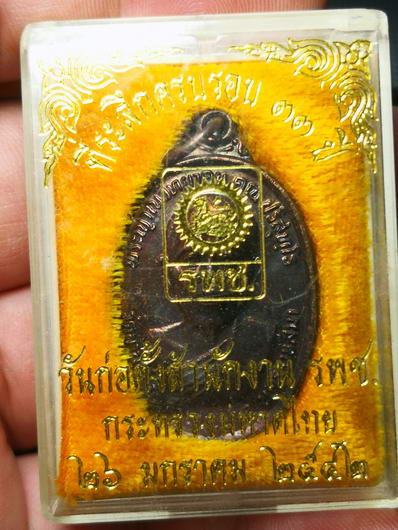 ที่ระลึกครบรอบ ๓๓ ปี
รพช.
วันก่อตั้งสำนักงาน รพช.
กระทรวงมหาดไทย
๒๖ มกราคม ๒๕๔๒